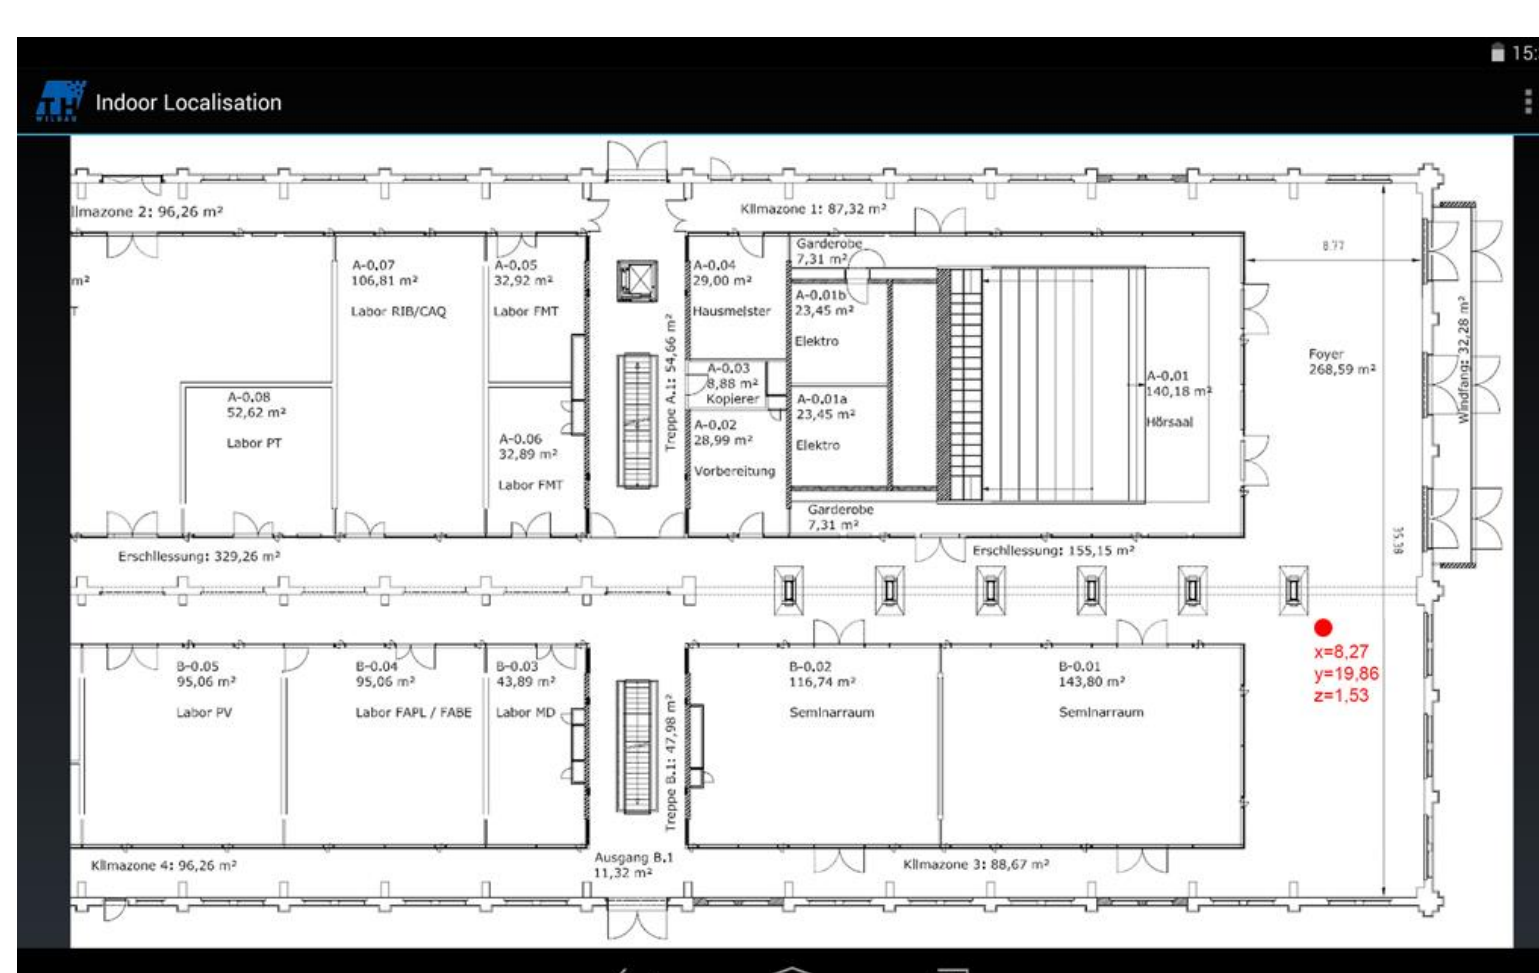 15:
TH
WILDAU
Indoor Localisation
Klimazone 2: 96,26 m²
Klimazone 1: 87,32 m²
m²
T
A-0.07
106,81 m²
Labor RIB/CAQ
A-0.05
32,92 m²
Labor FMT
A-0.04
29,00 m²
Hausmeister
Garderobe
7,31 m²
A-0.01b
23,45 m²
Elektro
8.77
Foyer
268,59 m²
Windfang: 32,28 m²
Treppe A.1: 54,66 m²
A-0.03
8,88 m²
Kopierer
A-0.01
140,18 m²
Hörsaal
A-0.08
52,62 m²
Labor PT
A-0.06
32,89 m²
Labor FMT
A-0.02
28,99 m²
Vorbereitung
A-0.01a
23,45 m²
Elektro
Garderobe
7,31 m²
35.38
Erschliessung: 329,26 m²
Erschliessung: 155,15 m²
x=8,27
y=19,86
z=1,53
B-0.05
95,06 m²
Labor PV
B-0.04
95,06 m²
Labor FAPL / FABE
B-0.03
43,89 m²
Labor MD
Treppe B.1: 47,98 m²
B-0.02
116,74 m²
Seminarraum
B-0.01
143,80 m²
Seminarraum
Klimazone 4: 96,26 m²
Ausgang B.1
11,32 m²
Klimazone 3: 88,67 m²